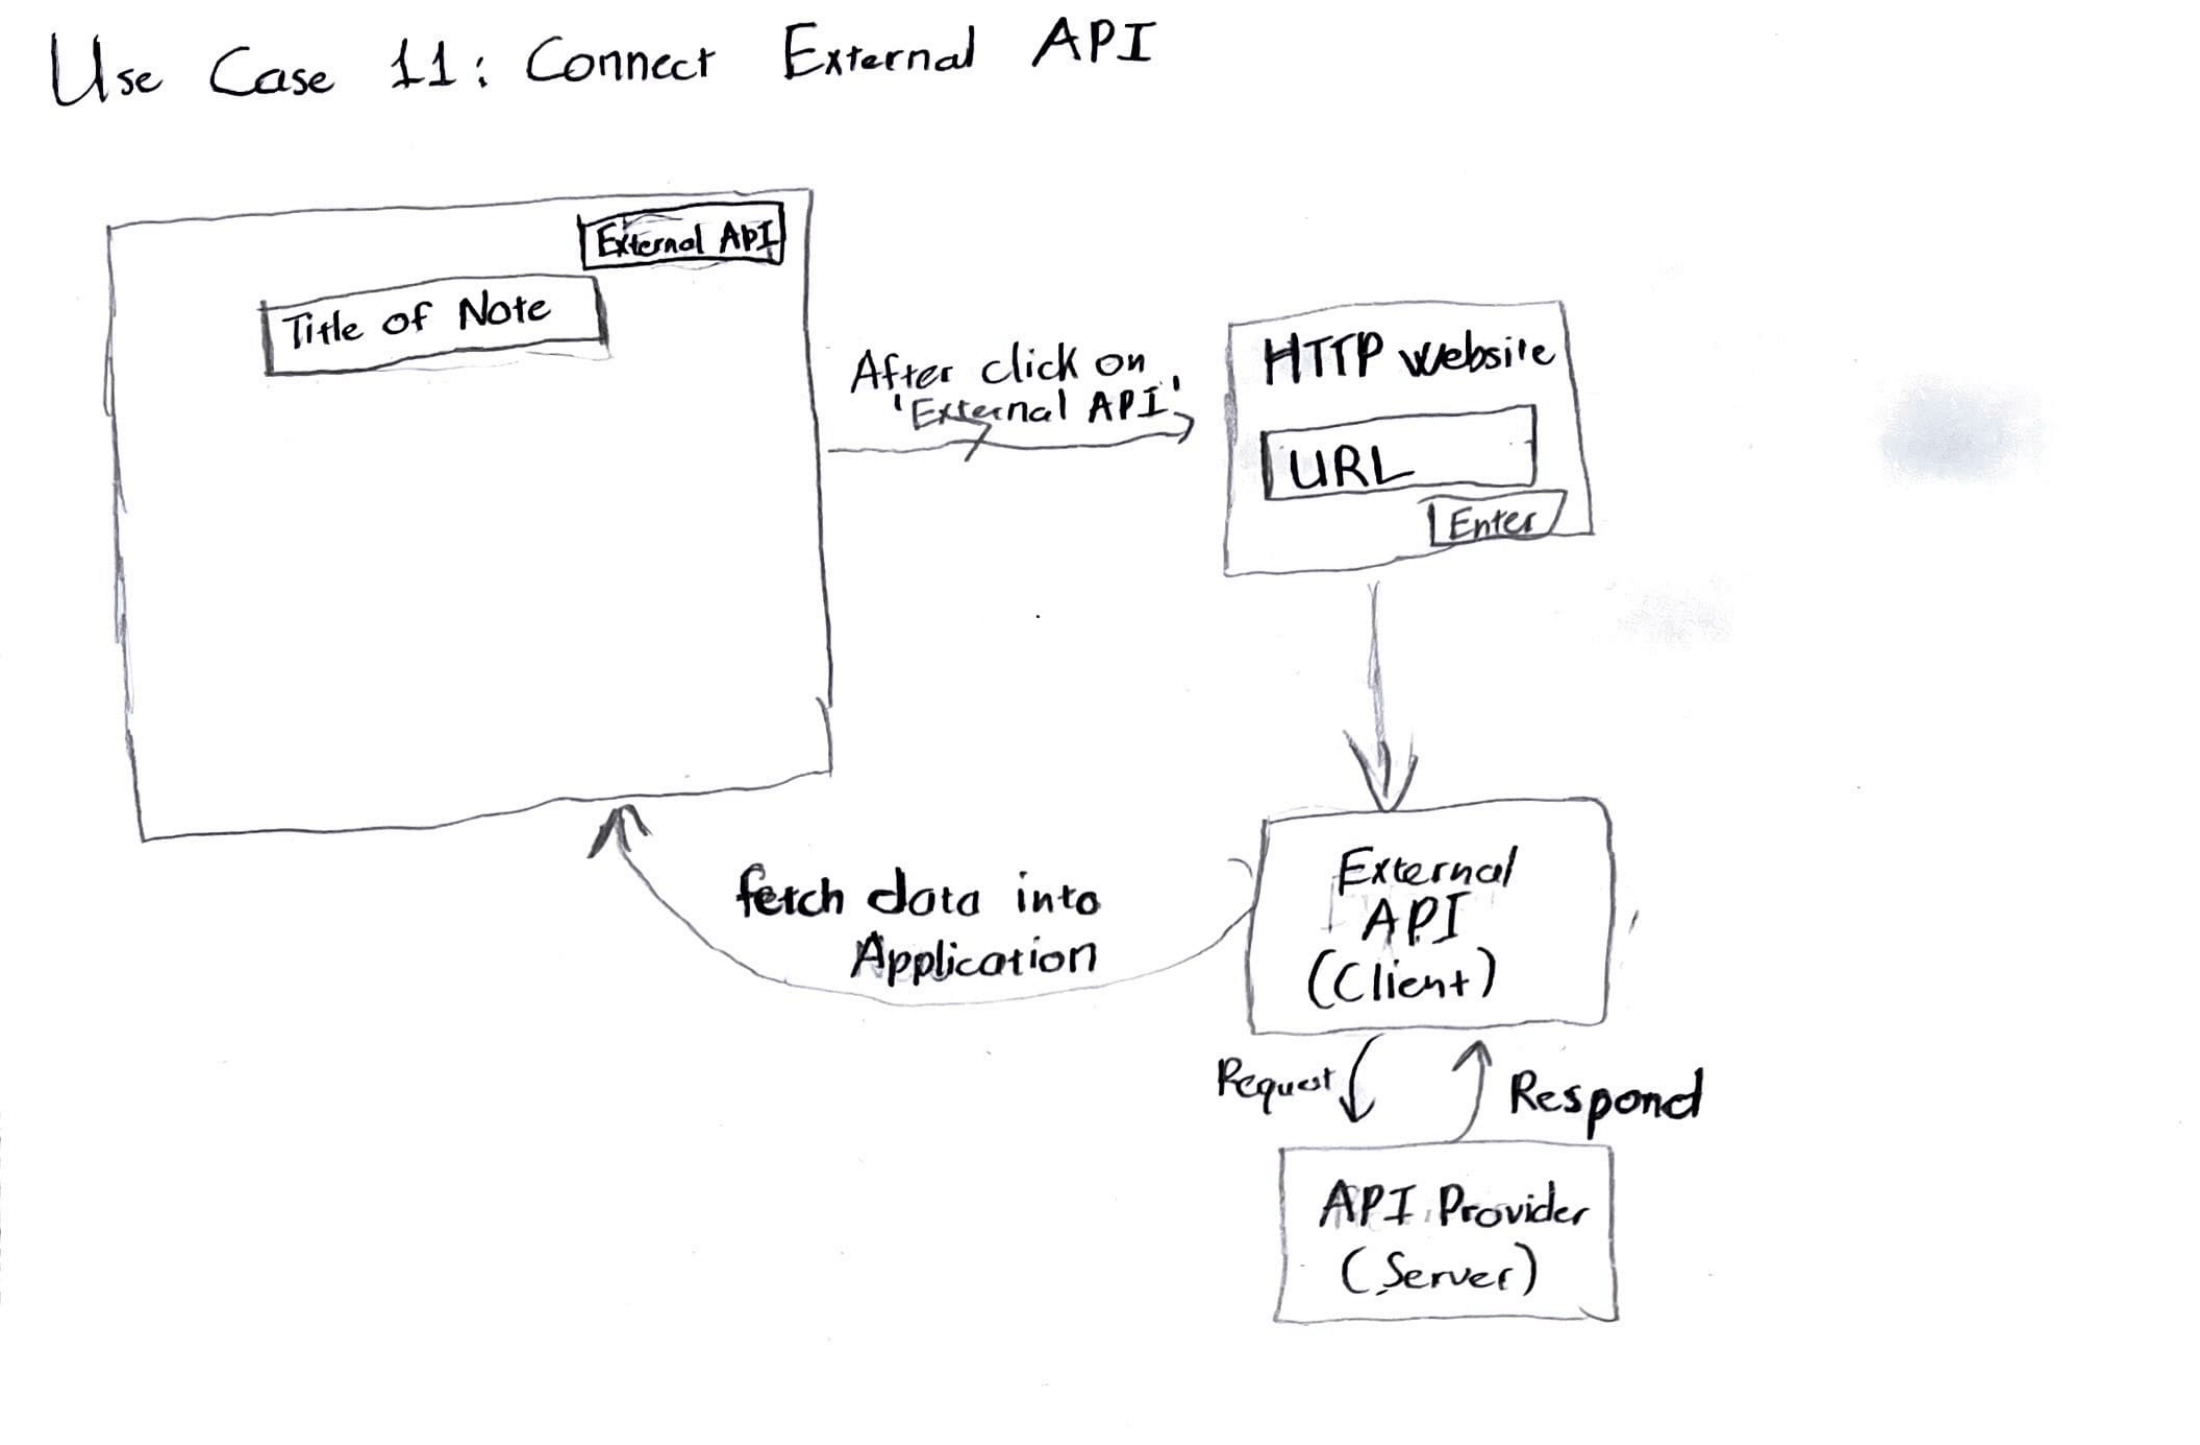 Use Case 11: Connect External API
External API
Title of Note
After click on
'External API'
HTTP website
URL
Enter
External
API
(Client)
fetch data into
Application
Request
Respond
API Provider
(Server)